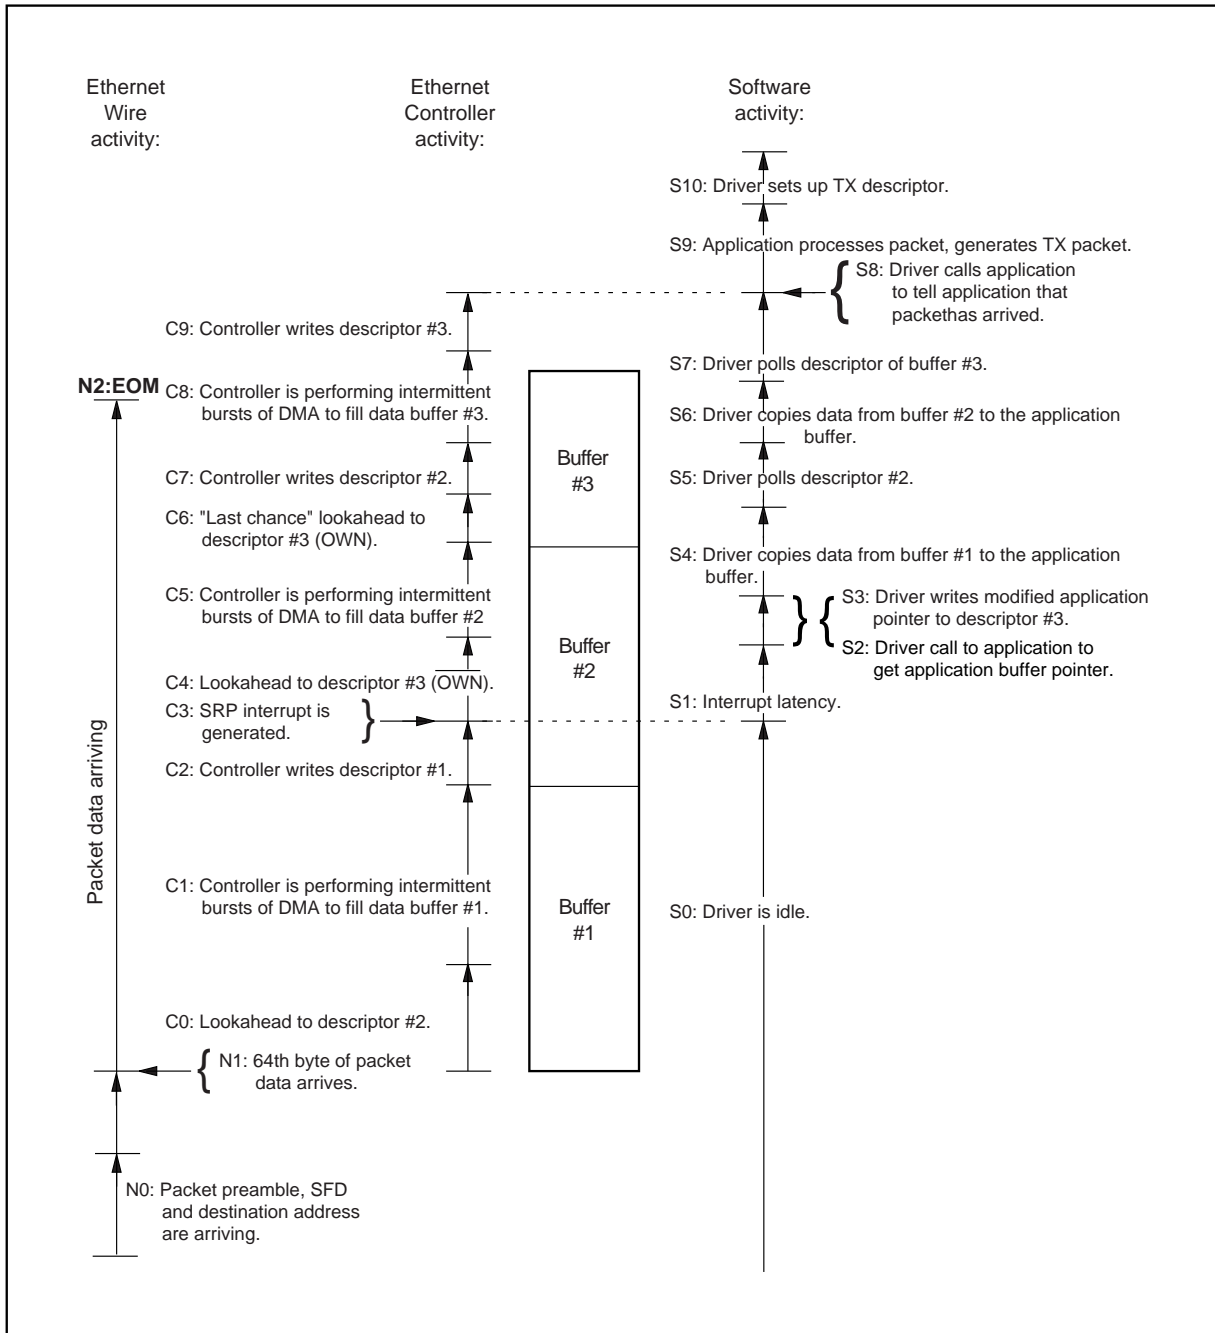 Ethernet
Wire
activity:
Ethernet
Controller
activity:
Software
activity:
S10: Driver sets up TX descriptor.
S9: Application processes packet, generates TX packet.
S8: Driver calls application
to tell application that
packethas arrived.
C9: Controller writes descriptor #3.
S7: Driver polls descriptor of buffer #3.
N2:EOM
C8: Controller is performing intermittent
bursts of DMA to fill data buffer #3.
S6: Driver copies data from buffer #2 to the application
buffer.
Buffer
#3
C7: Controller writes descriptor #2.
S5: Driver polls descriptor #2.
C6: "Last chance" lookahead to
descriptor #3 (OWN).
S4: Driver copies data from buffer #1 to the application
buffer.
C5: Controller is performing intermittent
bursts of DMA to fill data buffer #2
S3: Driver writes modified application
pointer to descriptor #3.
Buffer
#2
S2: Driver call to application to
get application buffer pointer.
C4: Lookahead to descriptor #3 (O̅W̅N̅).
S1: Interrupt latency.
C3: SRP interrupt is
generated.
C2: Controller writes descriptor #1.
Packet data arriving
C1: Controller is performing intermittent
bursts of DMA to fill data buffer #1.
Buffer
#1
S0: Driver is idle.
C0: Lookahead to descriptor #2.
N1: 64th byte of packet
data arrives.
N0: Packet preamble, SFD
and destination address
are arriving.